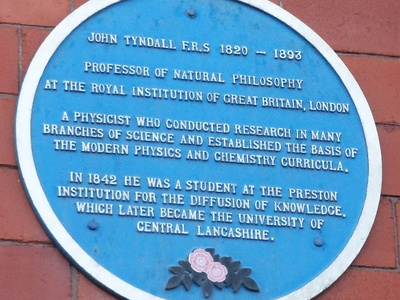 JOHN TYNDALL F.R.S 1820 — 1893
PROFESSOR OF NATURAL PHILOSOPHY
AT THE ROYAL INSTITUTION OF GREAT BRITAIN, LONDON
A PHYSICIST WHO CONDUCTED RESEARCH IN MANY
BRANCHES OF SCIENCE AND ESTABLISHED THE BASIS OF
THE MODERN PHYSICS AND CHEMISTRY CURRICULA.
IN 1842 HE WAS A STUDENT AT THE PRESTON
INSTITUTION FOR THE DIFFUSION OF KNOWLEDGE.
WHICH LATER BECAME THE UNIVERSITY OF
CENTRAL LANCASHIRE.